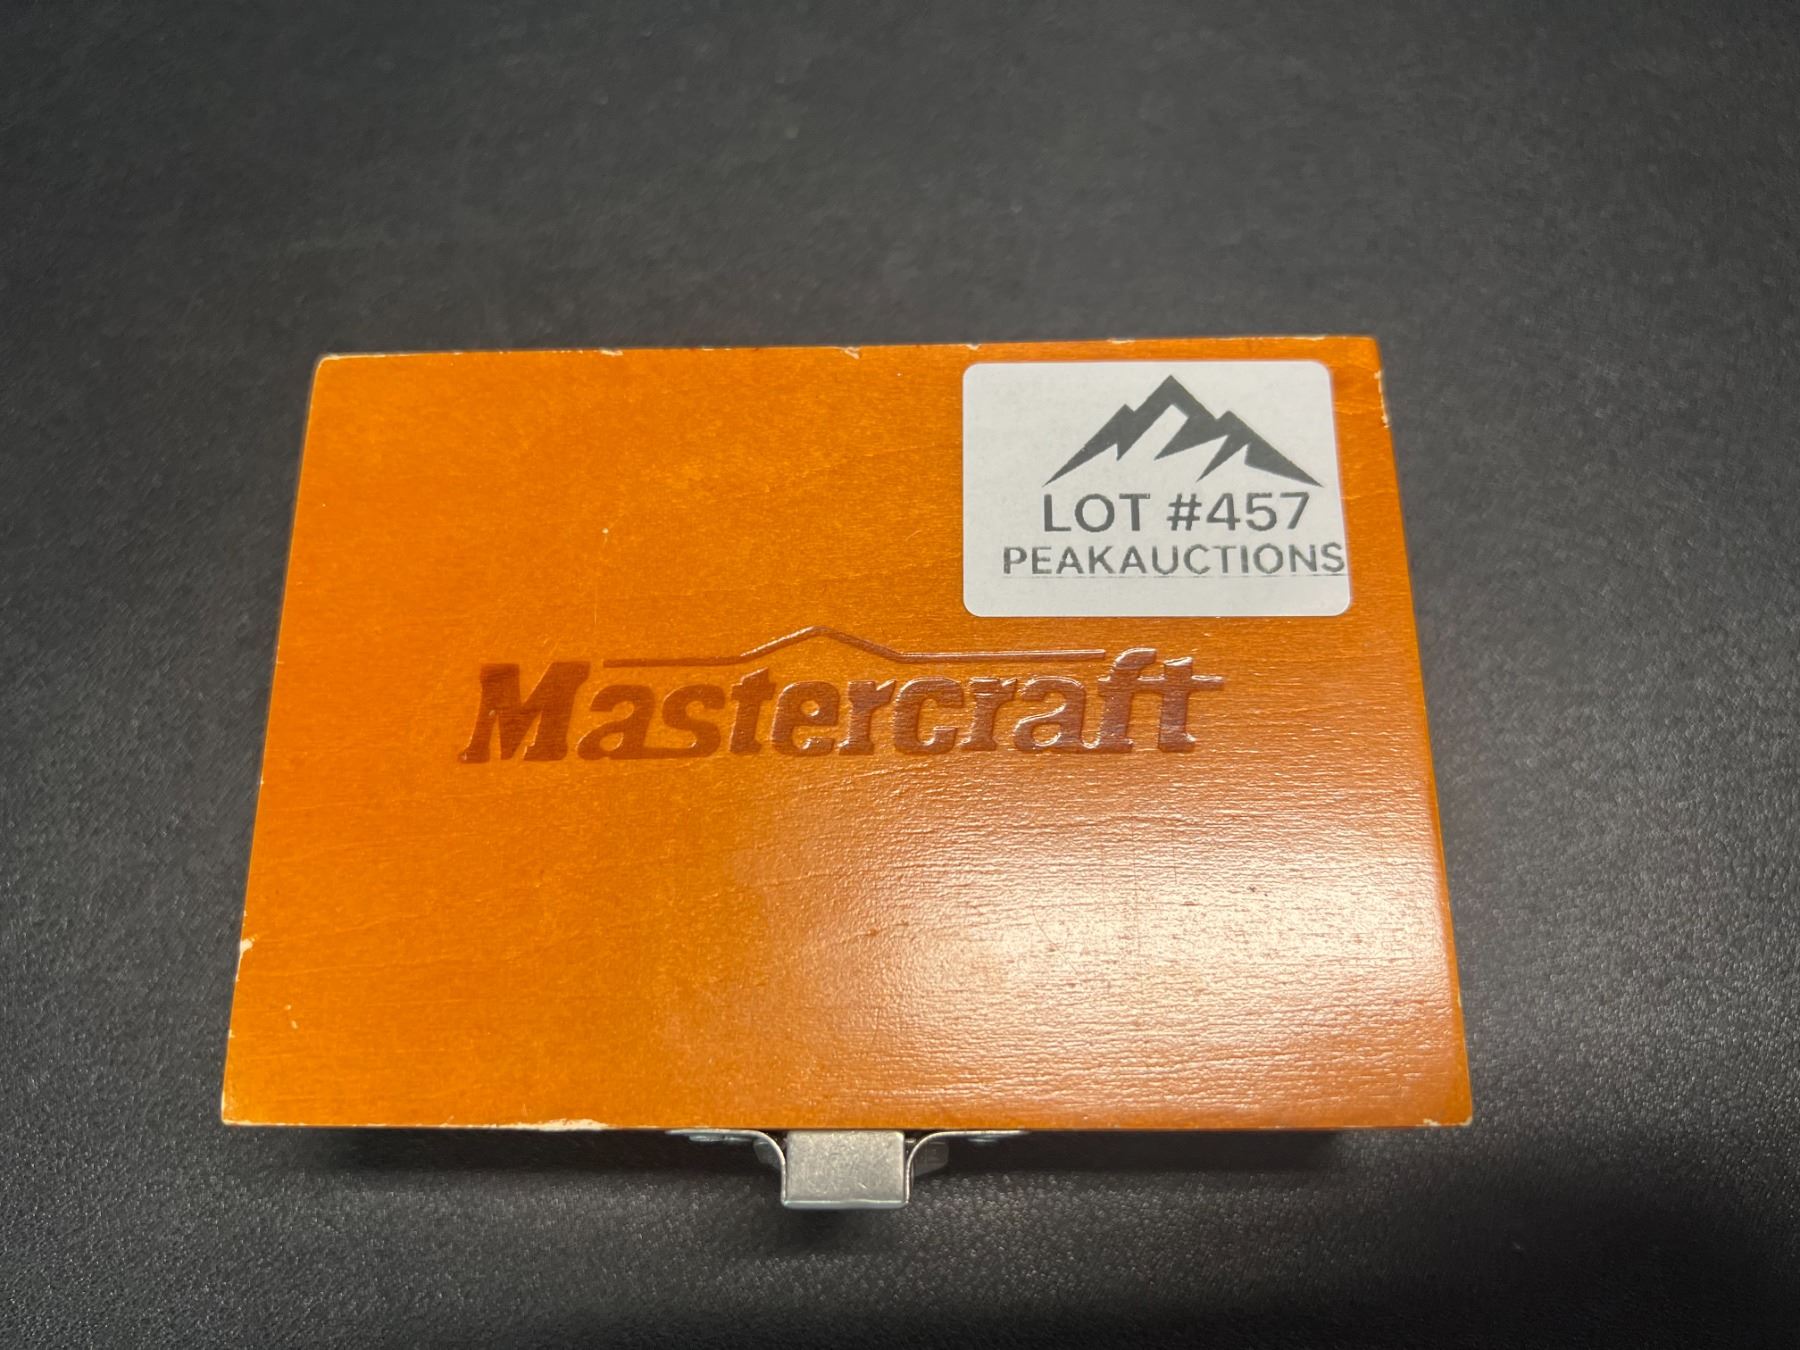 LOT #457
PEAKAUCTIONS
Mastercraft